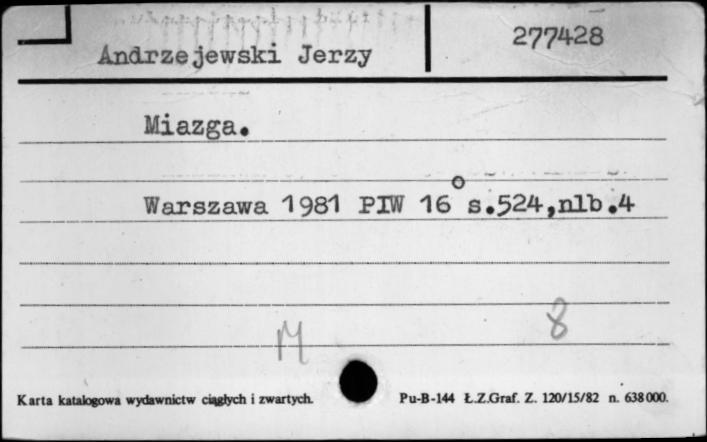 277428
Andrzejewski Jerzy
Miazga.
Warszawa 1981 PIW 16° s.524,nlb.4
M 8
Karta katalogowa wydawnictw ciągłych i zwartych. Pu-B-144 Ł.Z.Graf. Z. 120/15/82 n. 638000.